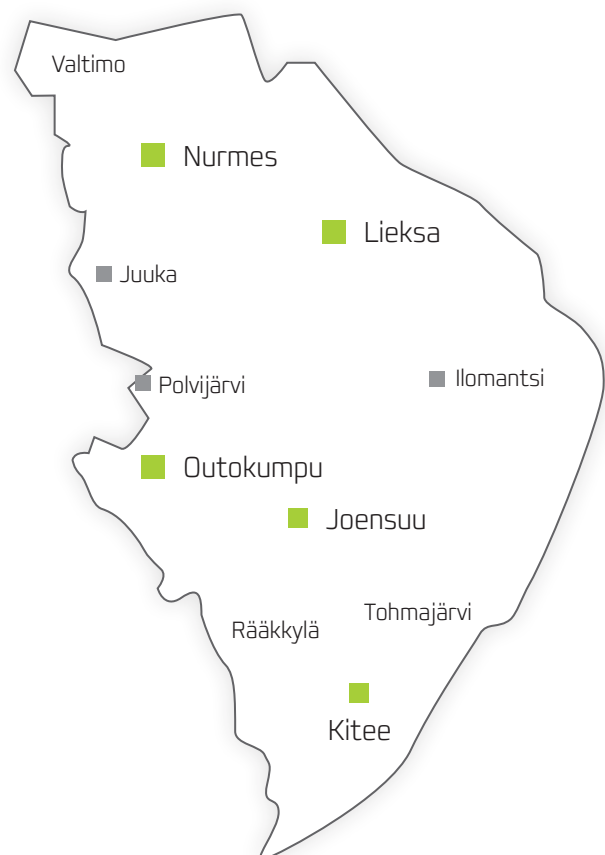 Valtimo
Nurmes
Lieksa
Juuka
Polvijärvi
Ilomantsi
Outokumpu
Joensuu
Tohmajärvi
Rääkkylä
Kitee